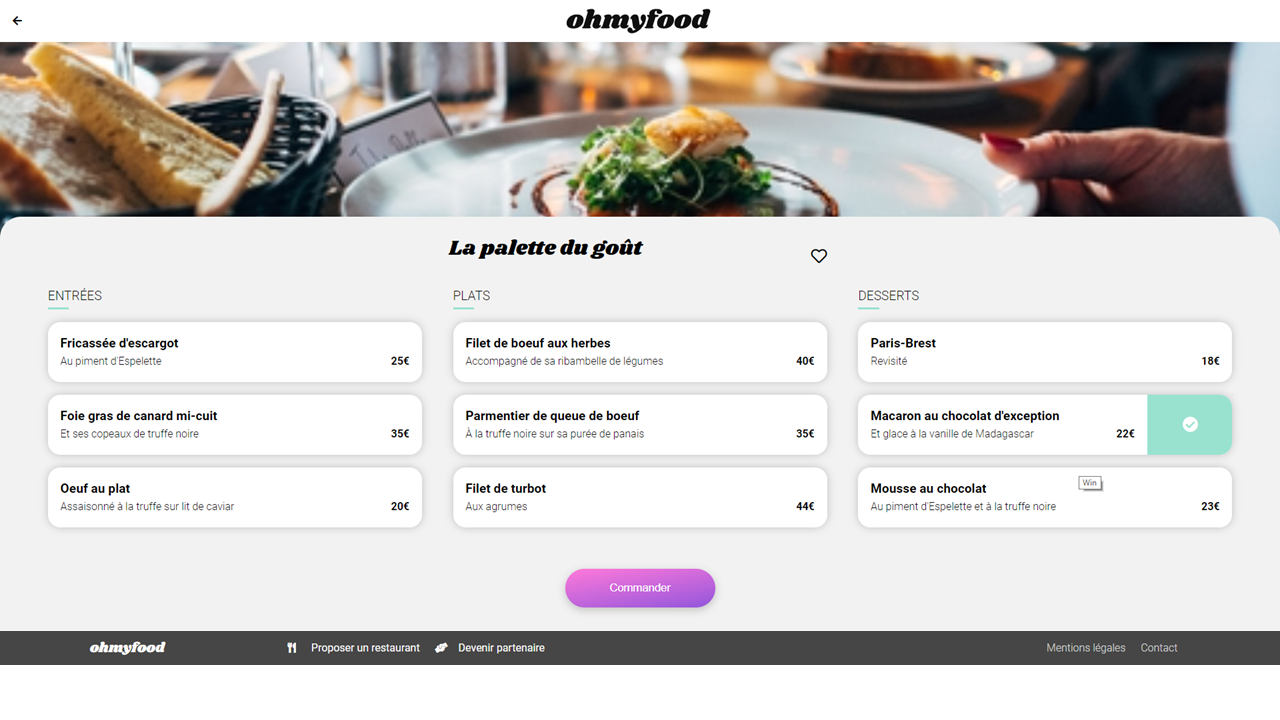 ohmyfood
La palette du goût
ENTRÉES
Fricassée d'escargot
Au piment d'Espelette
25€
Foie gras de canard mi-cuit
Et ses copeaux de truffe noire
35€
Oeuf au plat
Assaisonné à la truffe sur lit de caviar
20€
PLATS
Filet de boeuf aux herbes
Accompagné de sa ribambelle de légumes
40€
Parmentier de queue de boeuf
À la truffe noire sur sa purée de panais
35€
Filet de turbot
Aux agrumes
44€
DESSERTS
Paris-Brest
Revisité
18€
Macaron au chocolat d'exception
Et glace à la vanille de Madagascar
22€
Win
Mousse au chocolat
Au piment d'Espelette et à la truffe noire
23€
Commander
ohmyfood
Proposer un restaurant
Devenir partenaire
Mentions légales
Contact